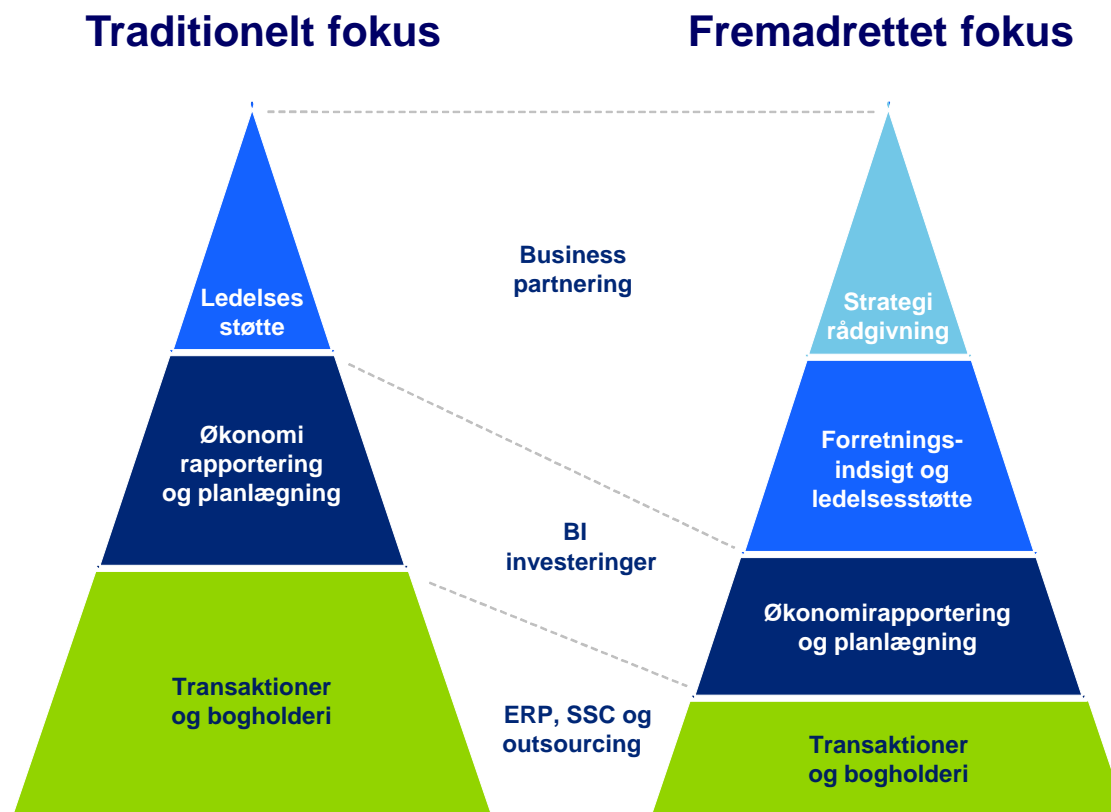 Traditionelt fokus
Fremadrettet fokus
Ledelses
støtte
Økonomi
rapportering
og planlægning
Transaktioner
og bogholderi
Business
partnering
BI
investeringer
ERP, SSC og
outsourcing
Strategi
rådgivning
Forretnings-
indsigt og
ledelsesstøtte
Økonomirapportering
og planlægning
Transaktioner
og bogholderi